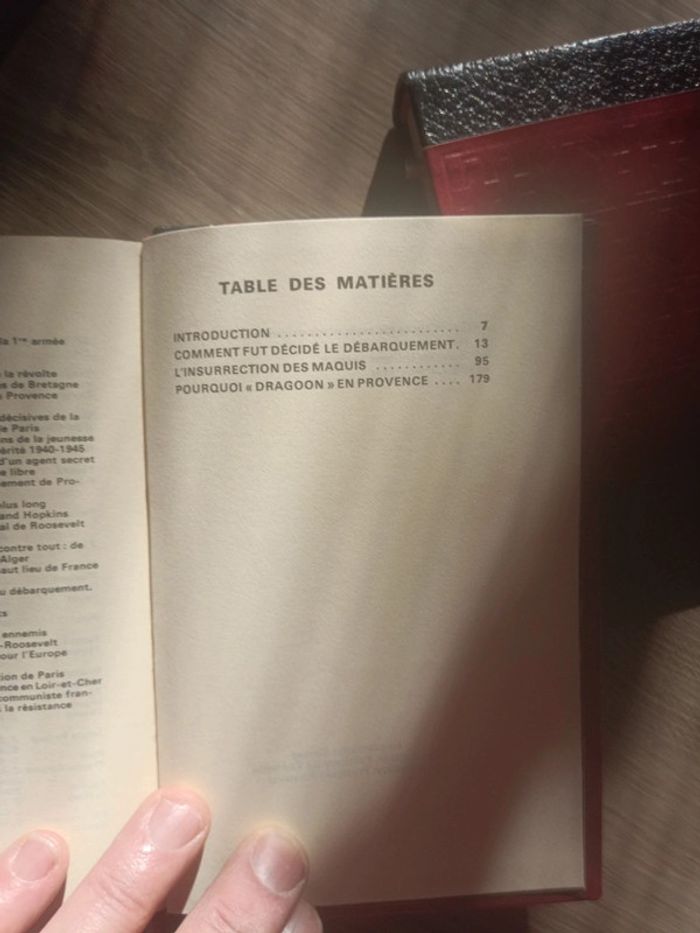 la 1re armée
la révolte
de Bretagne
Provence
décisives de la
de Paris
de la jeunesse
1940-1945
d'un agent secret
libre
ement de Pro-
plus long
and Hopkins
de Roosevelt
contre tout : de
Alger
haut lieu de France
débarquement.
ennemis
-Roosevelt
pour l'Europe
de Paris
en Loir-et-Cher
communiste fran-
la résistance
TABLE DES MATIÈRES
INTRODUCTION ........................ 7
COMMENT FUT DÉCIDÉ LE DÉBARQUEMENT. 13
L'INSURRECTION DES MAQUIS ............ 95
POURQUOI « DRAGOON » EN PROVENCE .... 179